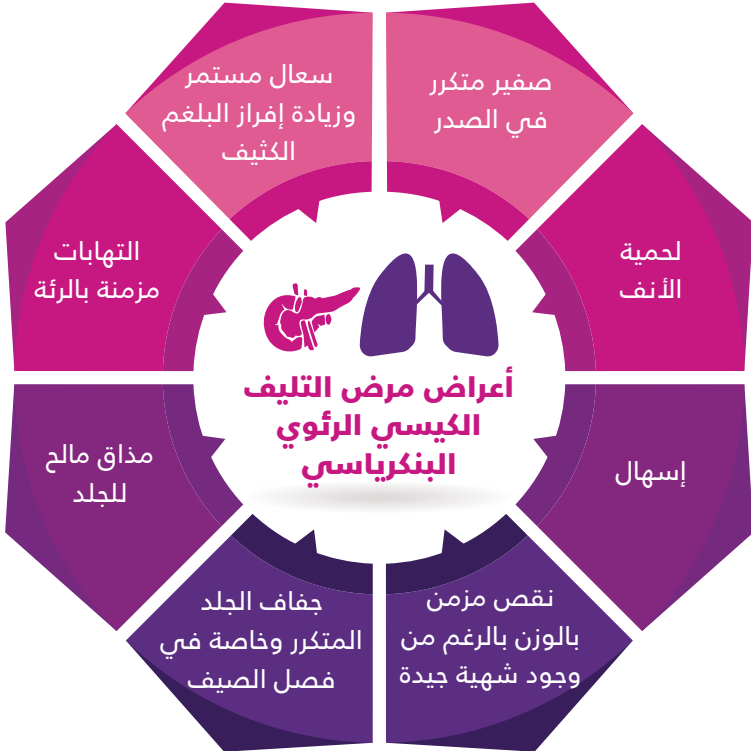 أعراض مرض التليف
الكيسي الرئوي
البنكرياسي
صفير متكرر
في الصدر
لحمية
الأنف
إسهال
نقص مزمن
بالوزن بالرغم من
وجود شهية جيدة
جفاف الجلد
المتكرر وخاصة في
فصل الصيف
مذاق مالح
للجلد
التهابات
مزمنة بالرئة
سعال مستمر
وزيادة إفراز البلغم
الكثيف